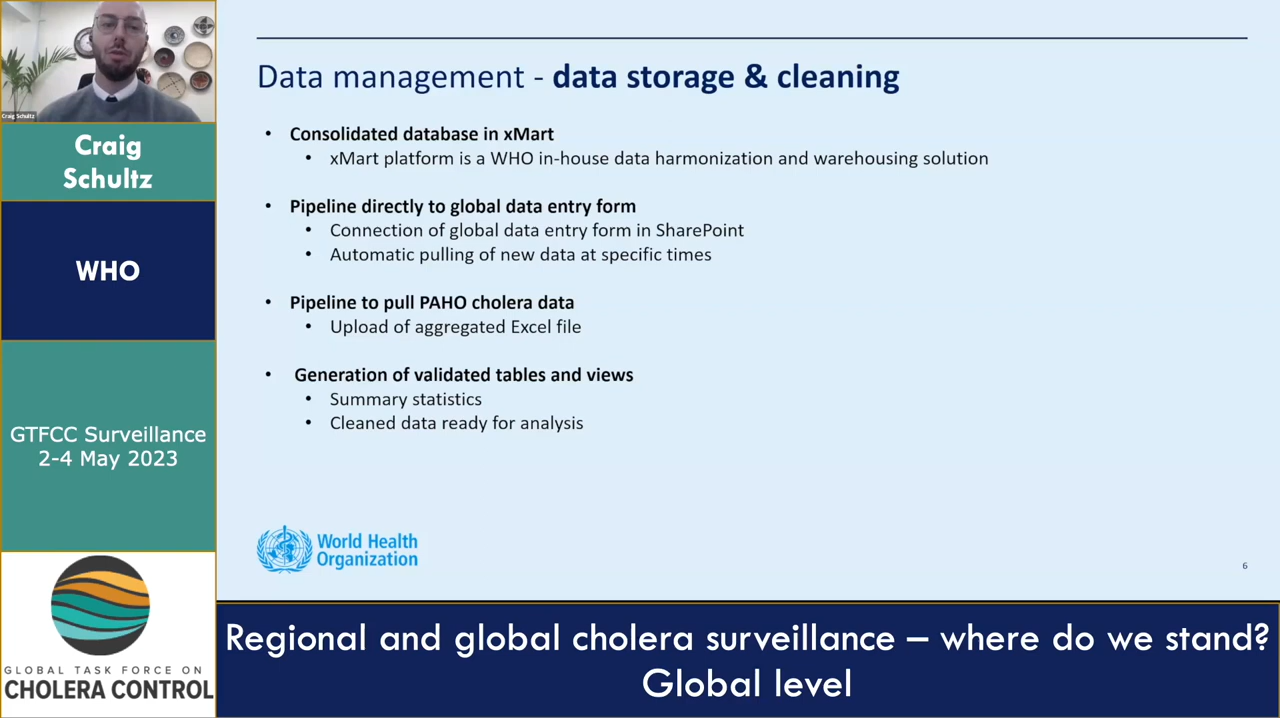 Craig Schultz
Craig
Schultz
WHO
GTFCC Surveillance
2-4 May 2023
GLOBAL TASK FORCE ON
CHOLERA CONTROL
Data management - data storage & cleaning
• Consolidated database in xMart
• xMart platform is a WHO in-house data harmonization and warehousing solution
• Pipeline directly to global data entry form
• Connection of global data entry form in SharePoint
• Automatic pulling of new data at specific times
• Pipeline to pull PAHO cholera data
• Upload of aggregated Excel file
• Generation of validated tables and views
• Summary statistics
• Cleaned data ready for analysis
World Health
Organization
6
Regional and global cholera surveillance – where do we stand?
Global level